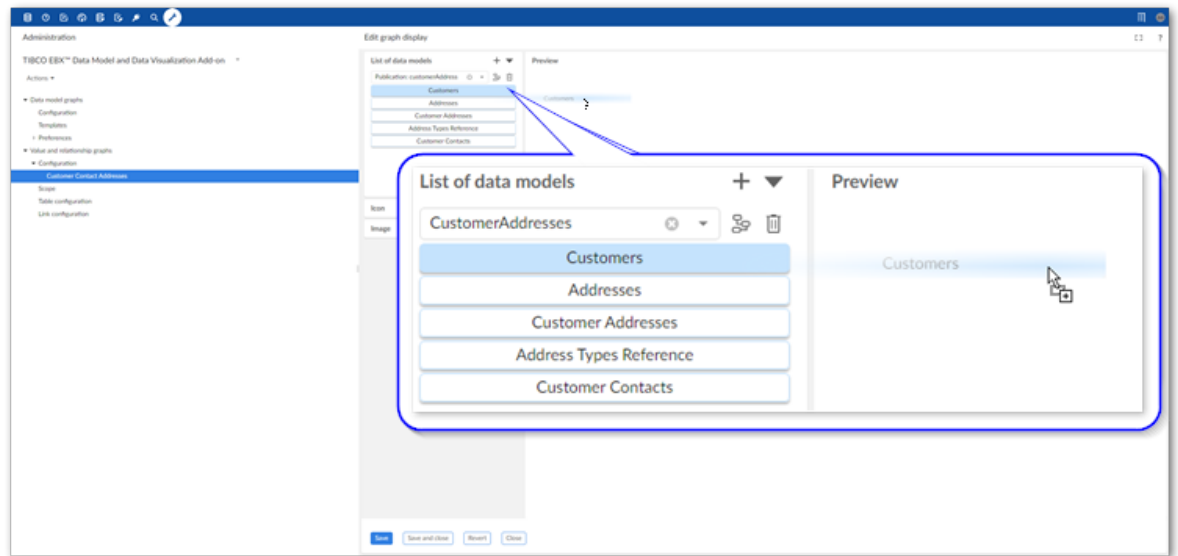 Administration
Edit graph display
?
TIBCO EBX™ Data Model and Data Visualization Add-on
Actions
Data model graphs
Configuration
Templates
Preferences
Value and relationship graphs
Configuration
Customer Contact Addresses
Scope
Table configuration
Link configuration
List of data models
Preview
Publication: customerAddress
Customers
Addresses
Customer Addresses
Address Types Reference
Customer Contacts
Customers
Icon
Image
List of data models
Preview
CustomerAddresses
Customers
Addresses
Customer Addresses
Address Types Reference
Customer Contacts
Customers
Save
Save and close
Revert
Close